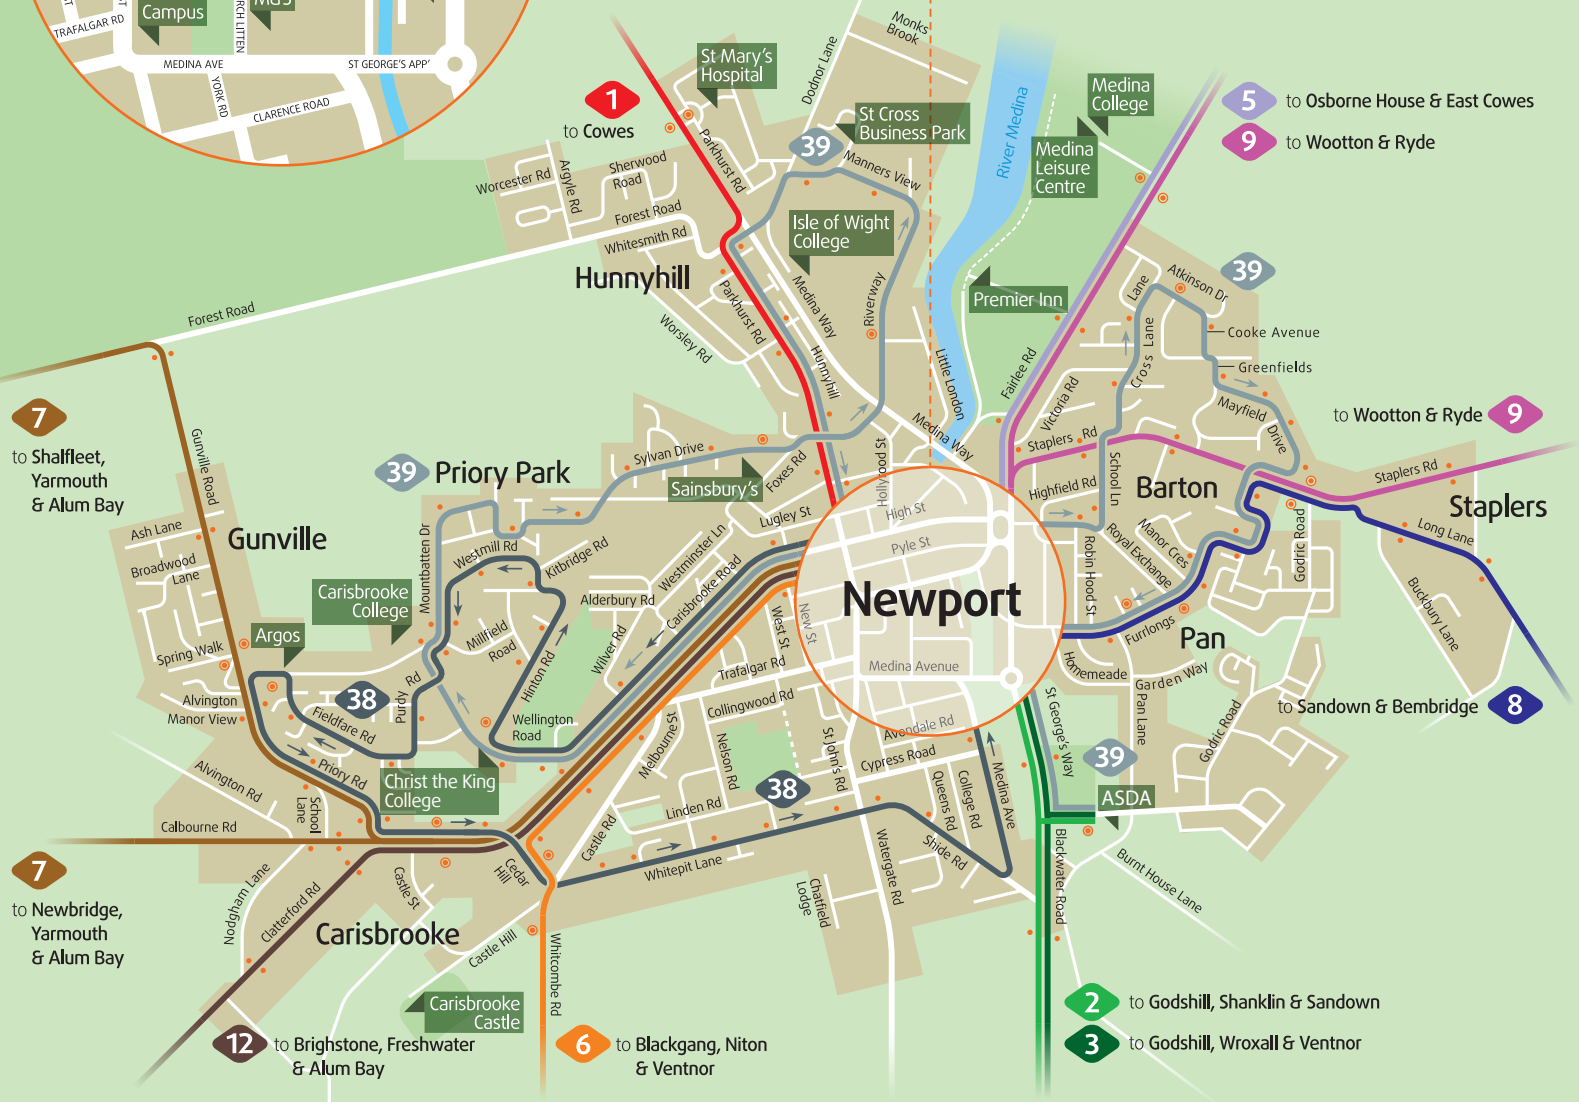 TRAFALGAR RD
Campus
RCH LITTEN
MEDINA AVE
ST GEORGE'S APP'
YORK RD
CLARENCE ROAD
1
to Cowes
St Mary's
Hospital
Dodnor Lane
Monks
Brook
St Cross
Business Park
39
Manners View
River Medina
Medina
College
Medina
Leisure
Centre
5
to Osborne House & East Cowes
9
to Wootton & Ryde
Worcester Rd
Argyle Rd
Sherwood
Road
Forest Road
Whitesmith Rd
Parkhurst Rd
Isle of Wight
College
Hunnyhill
Parkhurst Rd
Medina Way
Riverway
Worsley Rd
Hunnyhill
Premier Inn
Little London
Fairlee Rd
Lane
Atkinson Dr
39
Cross Lane
Cooke Avenue
Greenfields
Mayfield
Drive
Victoria Rd
Staplers Rd
Forest Road
7
to Shalfleet,
Yarmouth
& Alum Bay
Gunville Road
39
Priory Park
Sylvan Drive
Sainsbury's
Foxes Rd
Hollypool St
Medina Way
to Wootton & Ryde
9
Staplers Rd
Staplers
Highfield Rd
School Ln
Barton
Long Lane
Buckbury Lane
Ash Lane
Broadwood
Lane
Gunville
Mountbatten Dr
Westmill Rd
Kitbridge Rd
Westminster Ln
Lugley St
High St
Pyle St
Robin Hood St
Royal Exchange
Manor Cres
Godric Road
Carisbrooke
College
Alderbury Rd
Carisbrooke Road
Newport
New St
West St
Furlongs
Pan
Argos
Spring Walk
Millfield
Road
Hinton Rd
Wilver Rd
Trafalgar Rd
Medina Avenue
Homemeade
Garden Way
Alvington
Manor View
38
Fieldfare Rd
Purdy
Rd
Wellington
Road
Collingwood Rd
Avondale Rd
St George's Way
Pan Lane
Godric Road
to Sandown & Bembridge
8
Alvington Rd
Priory Rd
School
Lane
Christ the King
College
Melbourne St
Nelson Rd
38
St John's Rd
Cypress Road
Queens Rd
College Rd
Medina Ave
39
ASDA
Calbourne Rd
Linden Rd
Castle Rd
Whitepit Lane
Watergate Rd
Shide Rd
Blackwater Road
Burnt House Lane
7
to Newbridge,
Yarmouth
& Alum Bay
Nodgham Lane
Clatterford Rd
Castle St
Cedar
Hill
Chatfield
Lodge
Carisbrooke
Castle Hill
Whitcombe Rd
Carisbrooke
Castle
12
to Brighstone, Freshwater
& Alum Bay
6
to Blackgang, Niton
& Ventnor
2
to Godshill, Shanklin & Sandown
3
to Godshill, Wroxall & Ventnor